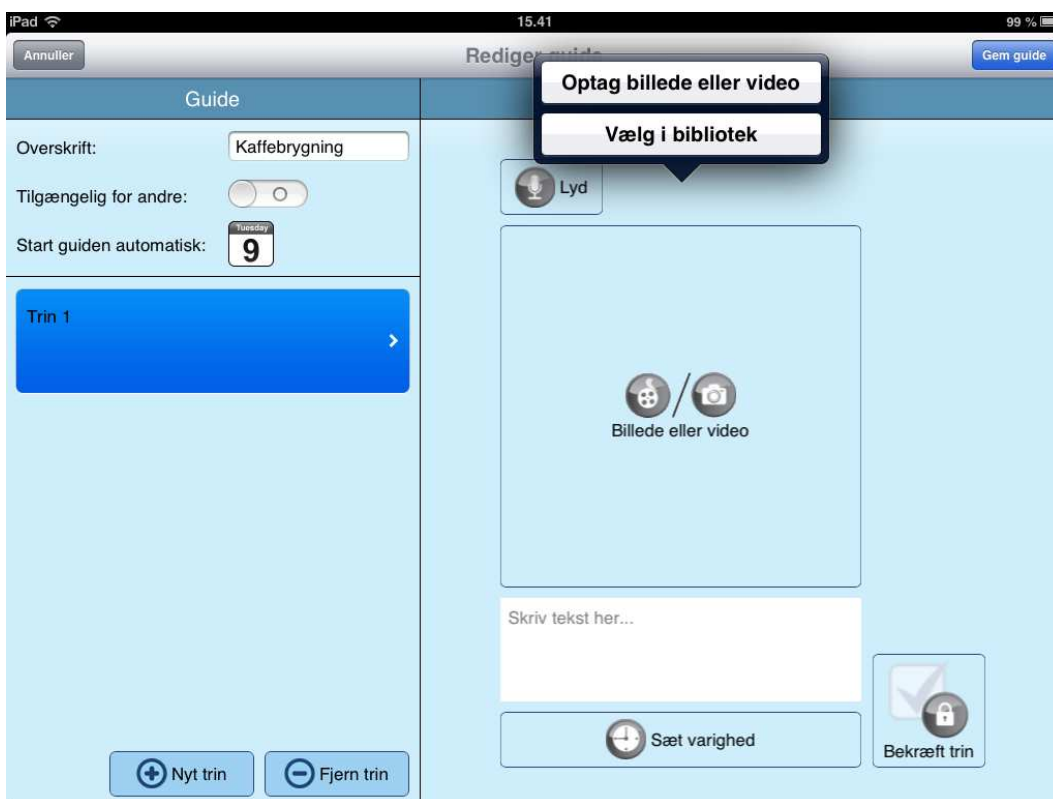 iPad 15.41 99 %
Annuller Rediger guide Gem guide
Guide
Optag billede eller video
Vælg i bibliotek
Overskrift: Kaffebrygning
Tilgængelig for andre:
Start guiden automatisk: Tuesday 9
Trin 1
Lyd
Billede eller video
Skriv tekst her...
Sæt varighed
Bekræft trin
Nyt trin Fjern trin